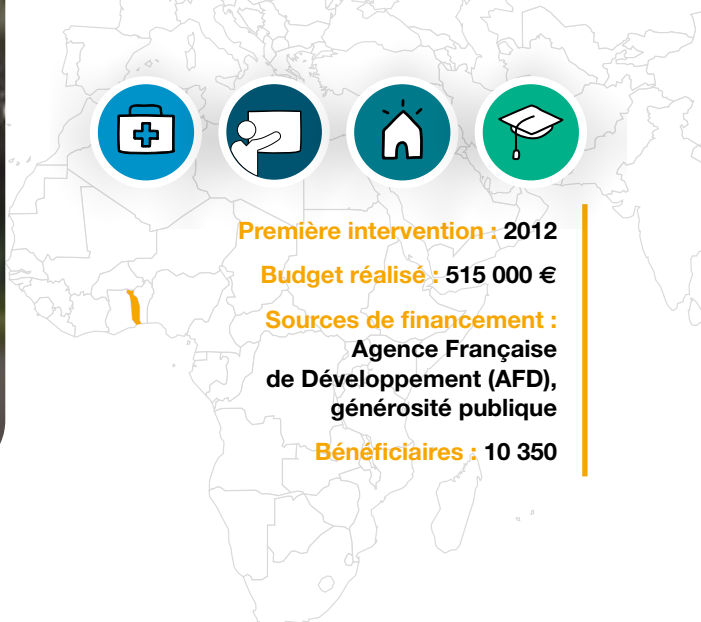 Première intervention : 2012
Budget réalisé : 515 000 €
Sources de financement :
Agence Française
de Développement (AFD),
générosité publique
Bénéficiaires : 10 350